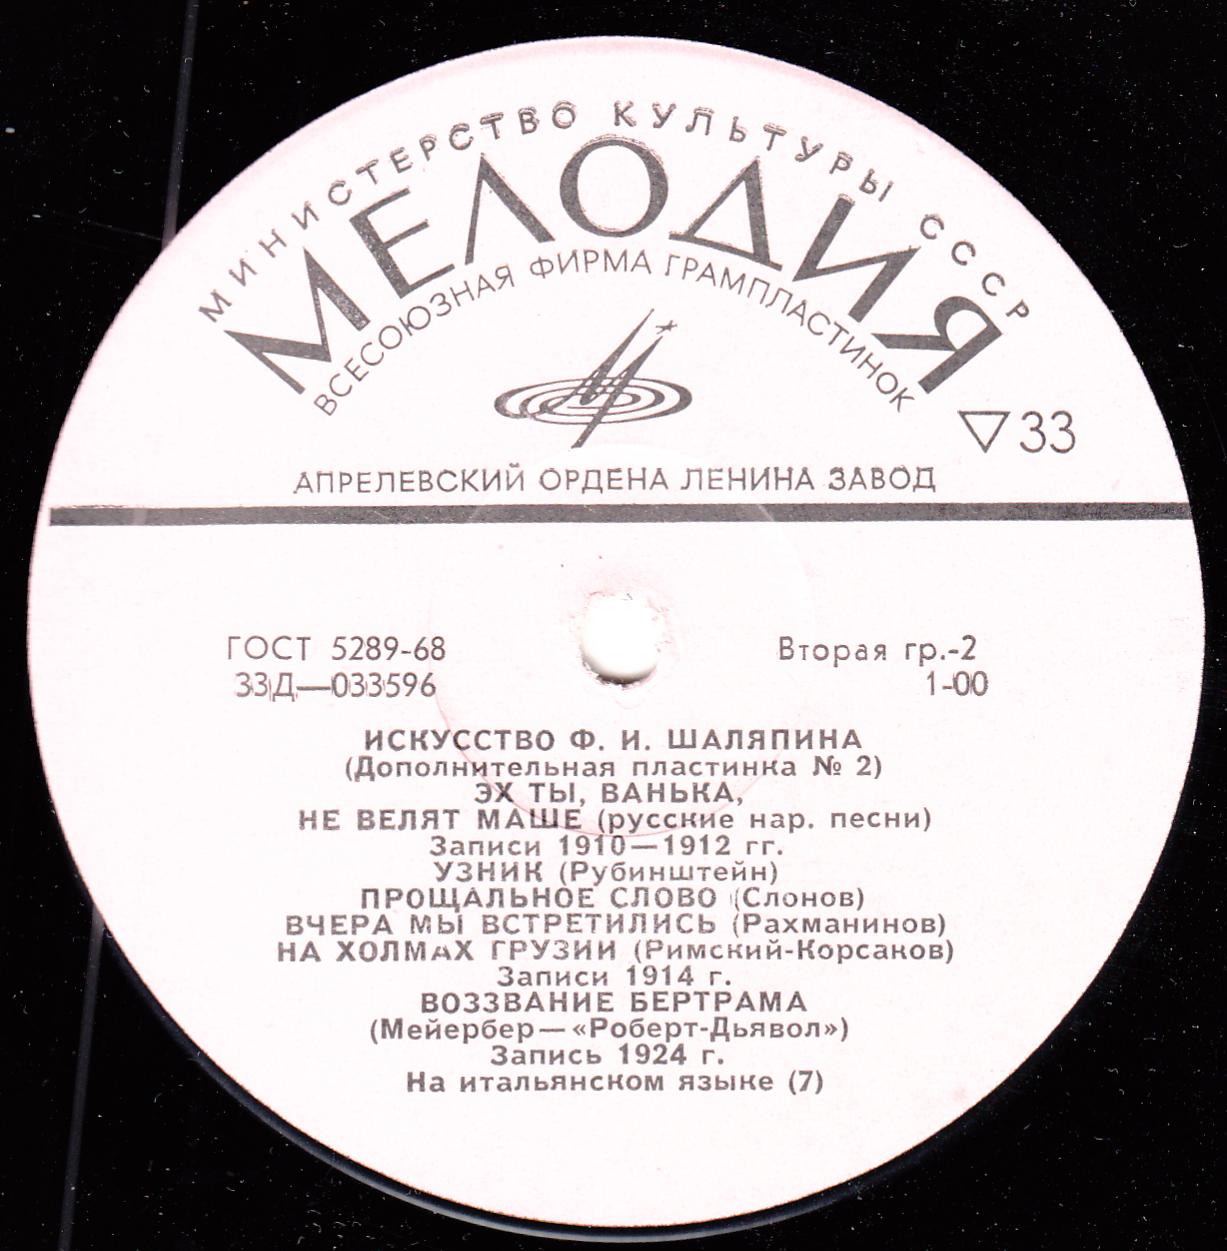 МИНИСТЕРСТВО КУЛЬТУРЫ СССР
МЕЛОДИЯ
ВСЕСОЮЗНАЯ ФИРМА ГРАМПЛАСТИНОК
33
АПРЕЛЕВСКИЙ ОРДЕНА ЛЕНИНА ЗАВОД
ГОСТ 5289-68
33Д—033596
Вторая гр.-2
1-00
ИСКУССТВО Ф. И. ШАЛЯПИНА
(Дополнительная пластинка № 2)
ЭХ ТЫ, ВАНЬКА,
НЕ ВЕЛЯТ МАШЕ (русские нар. песни)
Записи 1910—1912 гг.
УЗНИК (Рубинштейн)
ПРОЩАЛЬНОЕ СЛОВО (Слонов)
ВЧЕРА МЫ ВСТРЕТИЛИСЬ (Рахманинов)
НА ХОЛМАХ ГРУЗИИ (Римский-Корсаков)
Записи 1914 г.
ВОЗЗВАНИЕ БЕРТРАМА
(Мейербер—«Роберт-Дьявол»)
Запись 1924 г.
На итальянском языке (7)